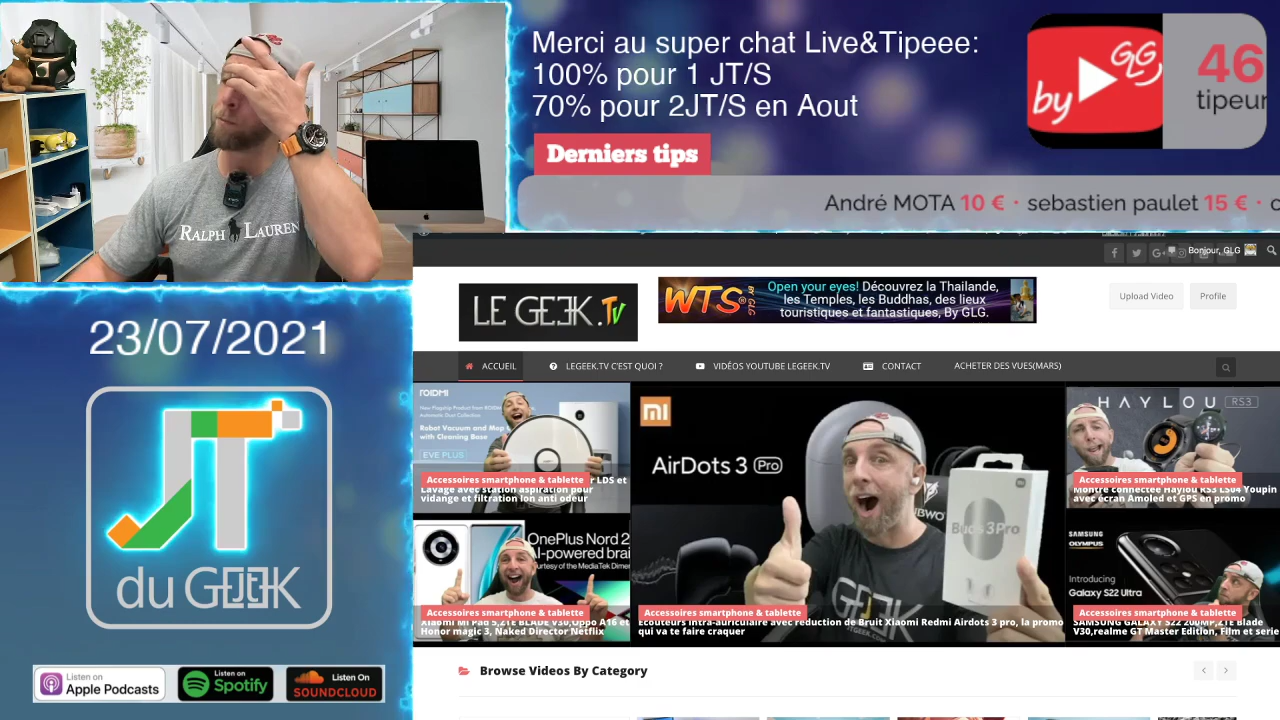 Merci au super chat Live&Tipeee:
100% pour 1 JT/S
70% pour 2JT/S en Aout
Derniers tips
by GLG
46
tipeur
André MOTA 10 € · sebastien paulet 15 € ·
RALPH LAUREN
23/07/2021
JT
du GEEK
Listen on Apple Podcasts
Listen on Spotify
Listen On SOUNDCLOUD
Bonjour, GLG
LE GEEK.Tv
WTS BY GLG
Open your eyes! Découvrez la Thailande,
les Temples, les Buddhas, des lieux
touristiques et fantastiques, By GLG.
Upload Video
Profile
ACCUEIL
LEGEEK.TV C'EST QUOI ?
VIDÉOS YOUTUBE LEGEEK.TV
CONTACT
ACHETER DES VUES(MARS)
ROIDMI
Robot Vacuum and Mop
with Cleaning Base
EVE PLUS
Accessoires smartphone & tablette
r LDS et
Lavage avec station aspiration pour
vidange et filtration ion anti odeur
OnePlus Nord 2
AI-powered brai
Accessoires smartphone & tablette
Xiaomi Mi Pad 5,ZTE BLADE V30,Oppo A16 et
Honor magic 3, Naked Director Netflix
mi
AirDots 3 Pro
Buds 3 Pro
GEEK
Accessoires smartphone & tablette
Ecouteurs intra-auriculaire avec reduction de Bruit Xiaomi Redmi Airdots 3 pro, la promo
qui va te faire craquer
HAYLOU RS3
Accessoires smartphone & tablette
Montre connectée Haylou RS3 LS04 Youpin
avec écran Amoled et GPS en promo
SAMSUNG
OLYMPUS
Introducing
Galaxy S22 Ultra
Accessoires smartphone & tablette
SAMSUNG GALAXY S22 200MP,ZTE Blade
V30,realme GT Master Edition, Film et serie
Browse Videos By Category